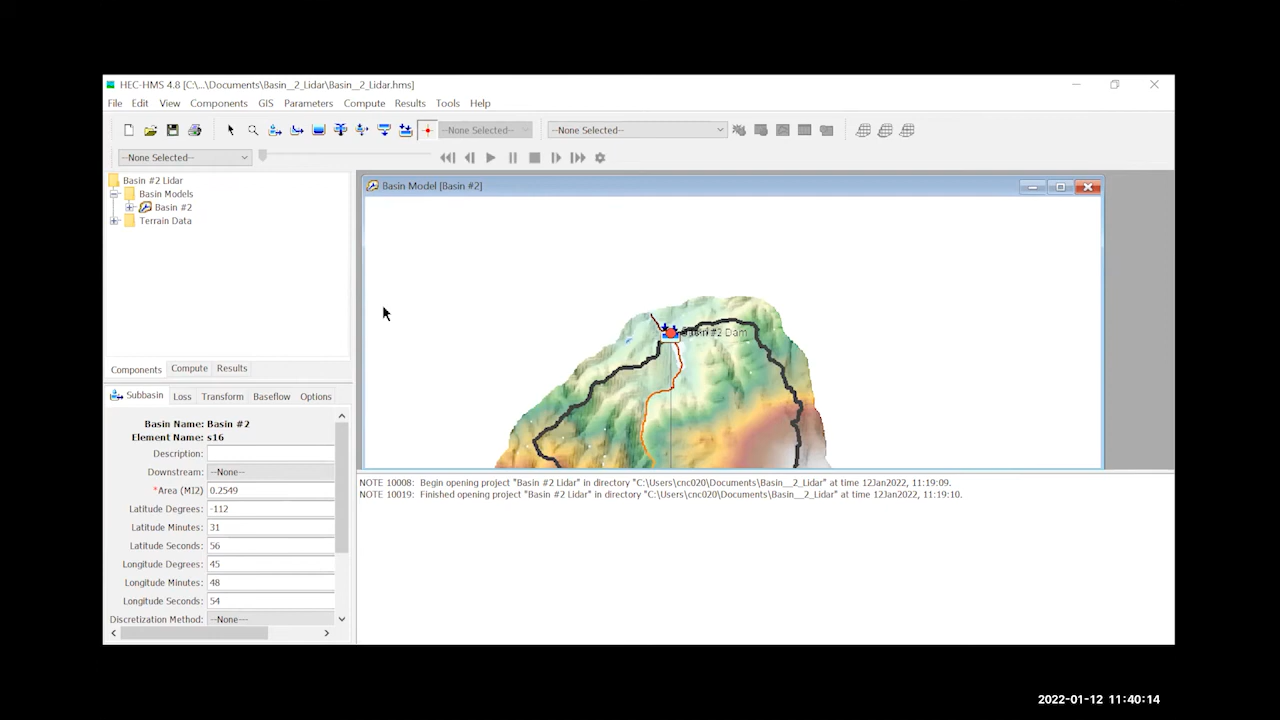 HEC-HMS 4.8 [C:\...\Documents\Basin__2_Lidar\Basin__2_Lidar.hms]
File Edit View Components GIS Parameters Compute Results Tools Help
--None Selected-- --None Selected--
--None Selected--
Basin #2 Lidar
Basin Models
Basin #2
Terrain Data
Basin Model [Basin #2]
Components Compute Results
Subbasin Loss Transform Baseflow Options
Basin Name: Basin #2
Element Name: s16
Description:
Downstream: --None--
*Area (MI2) 0.2549
Latitude Degrees: -112
Latitude Minutes: 31
Latitude Seconds: 56
Longitude Degrees: 45
Longitude Minutes: 48
Longitude Seconds: 54
Discretization Method: --None--
#2 Dam
NOTE 10008: Begin opening project "Basin #2 Lidar" in directory "C:\Users\cnc020\Documents\Basin__2_Lidar" at time 12Jan2022, 11:19:09.
NOTE 10019: Finished opening project "Basin #2 Lidar" in directory "C:\Users\cnc020\Documents\Basin__2_Lidar" at time 12Jan2022, 11:19:10.
2022-01-12 11:40:14